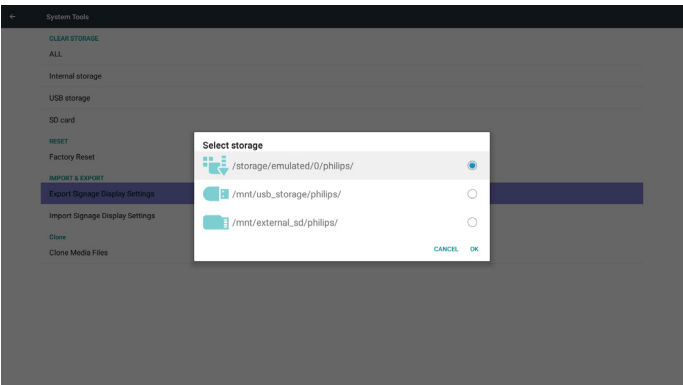 System Tools
CLEAR STORAGE
ALL
Internal storage
USB storage
SD card
RESET
Factory Reset
IMPORT & EXPORT
Export Signage Display Settings
Import Signage Display Settings
Clone
Clone Media Files
Select storage
/storage/emulated/0/philips/
/mnt/usb_storage/philips/
/mnt/external_sd/philips/
CANCEL OK